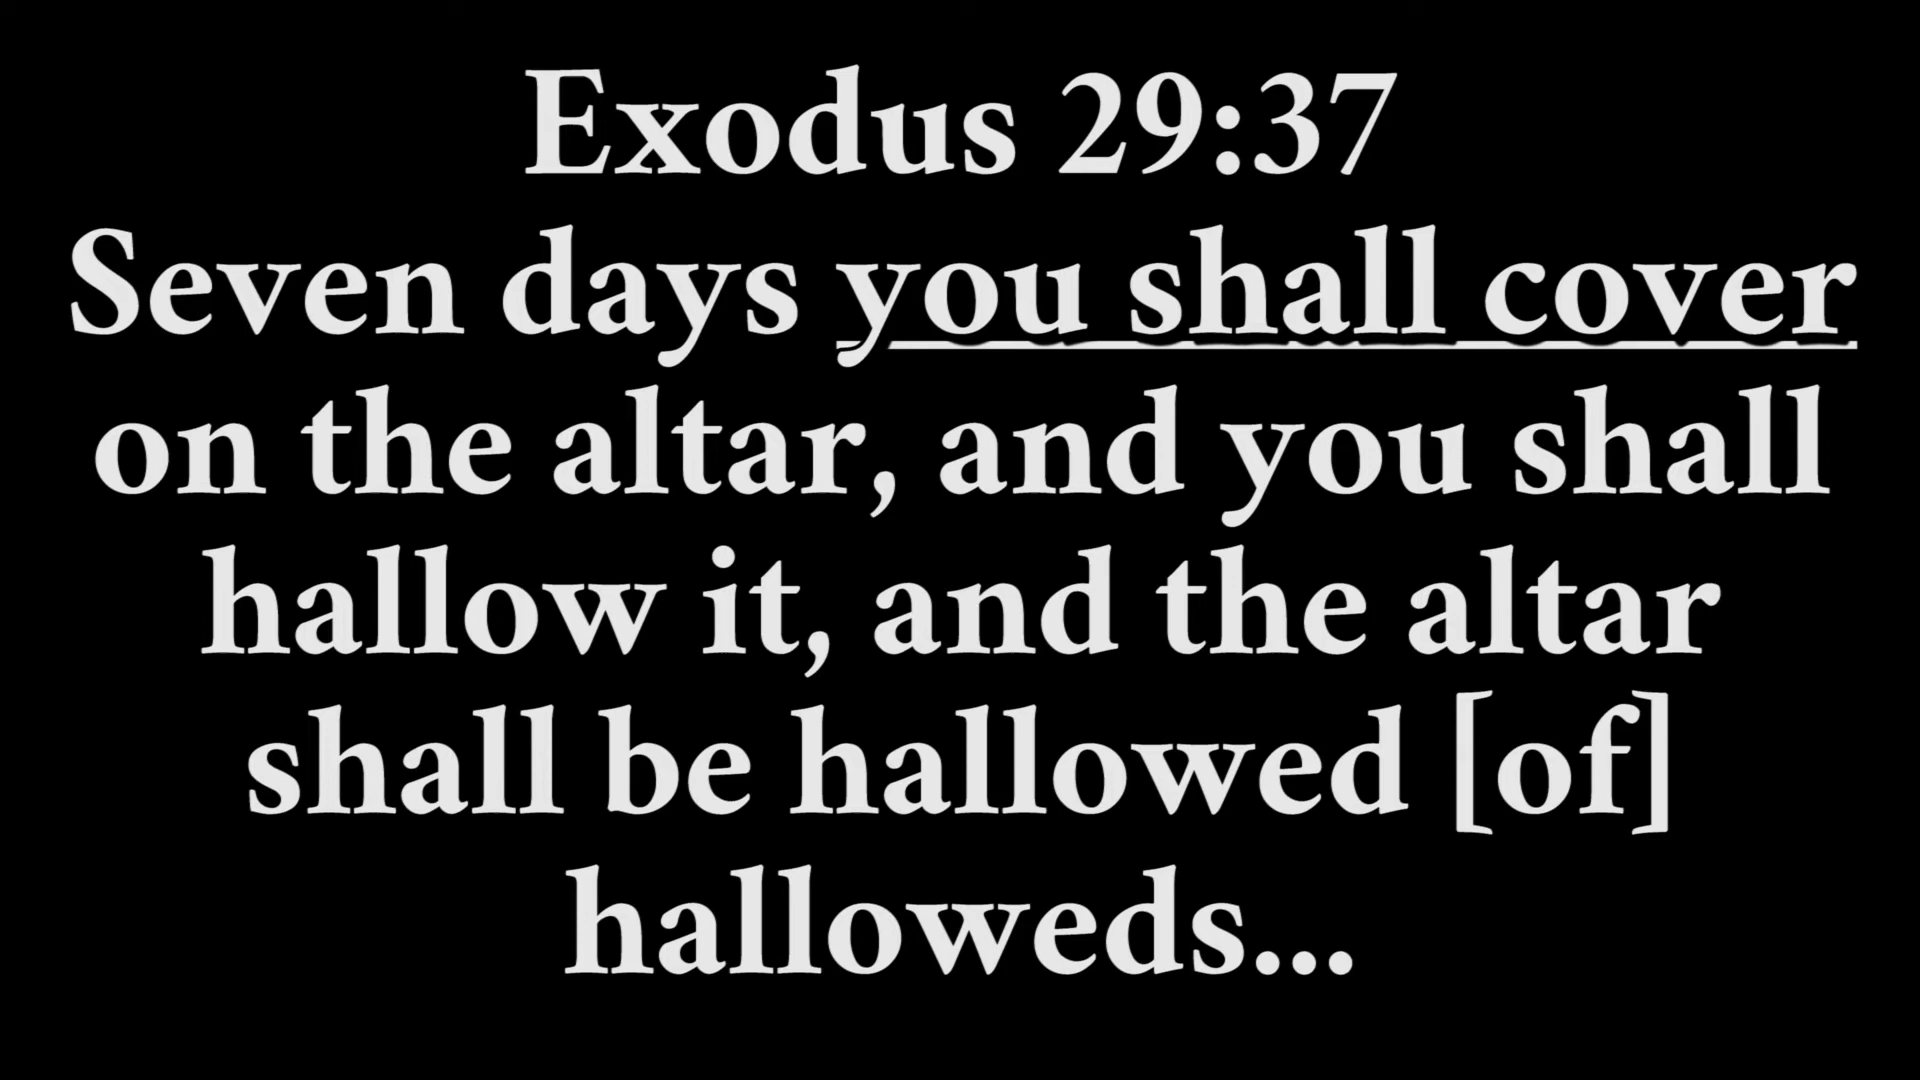 Exodus 29:37
Seven days you shall cover
on the altar, and you shall
hallow it, and the altar
shall be hallowed [of]
halloweds...